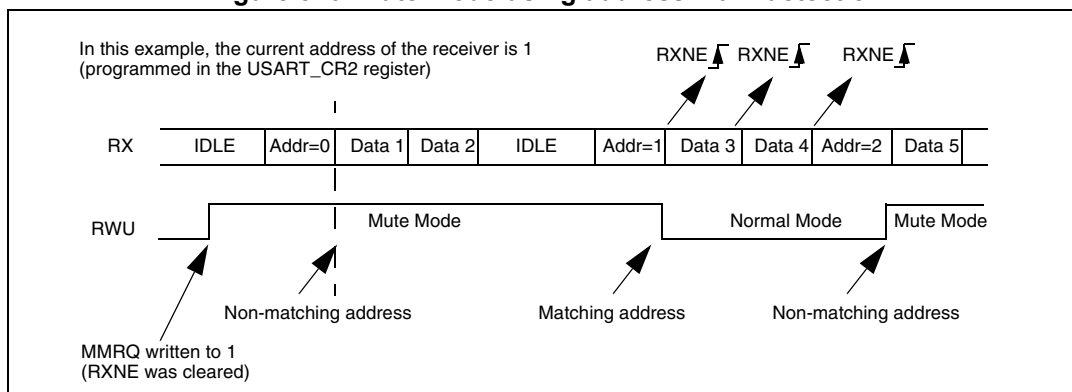 In this example, the current address of the receiver is 1
(programmed in the USART_CR2 register)
RXNE RXNE RXNE
RX IDLE Addr=0 Data 1 Data 2 IDLE Addr=1 Data 3 Data 4 Addr=2 Data 5
RWU Mute Mode Normal Mode Mute Mode
Non-matching address Matching address Non-matching address
MMRQ written to 1
(RXNE was cleared)